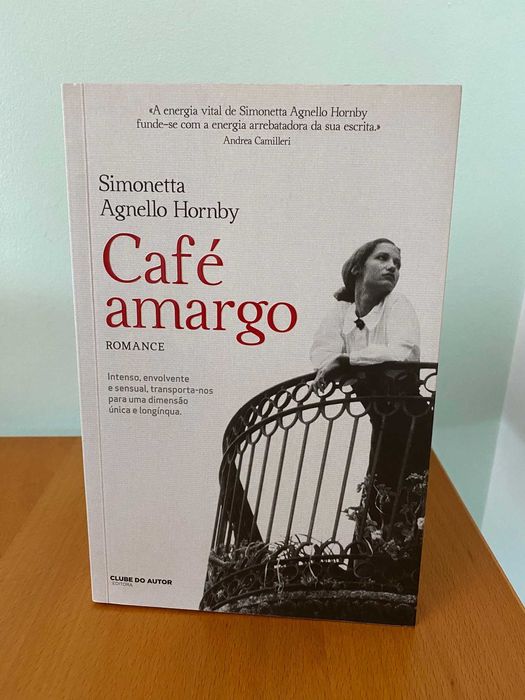 «A energia vital de Simonetta Agnello Hornby
funde-se com a energia arrebatadora da sua escrita.»
Andrea Camilleri
Simonetta
Agnello Hornby
Café
amargo
ROMANCE
Intenso, envolvente
e sensual, transporta-nos
para uma dimensão
única e longínqua.
CLUBE DO AUTOR
EDITORA